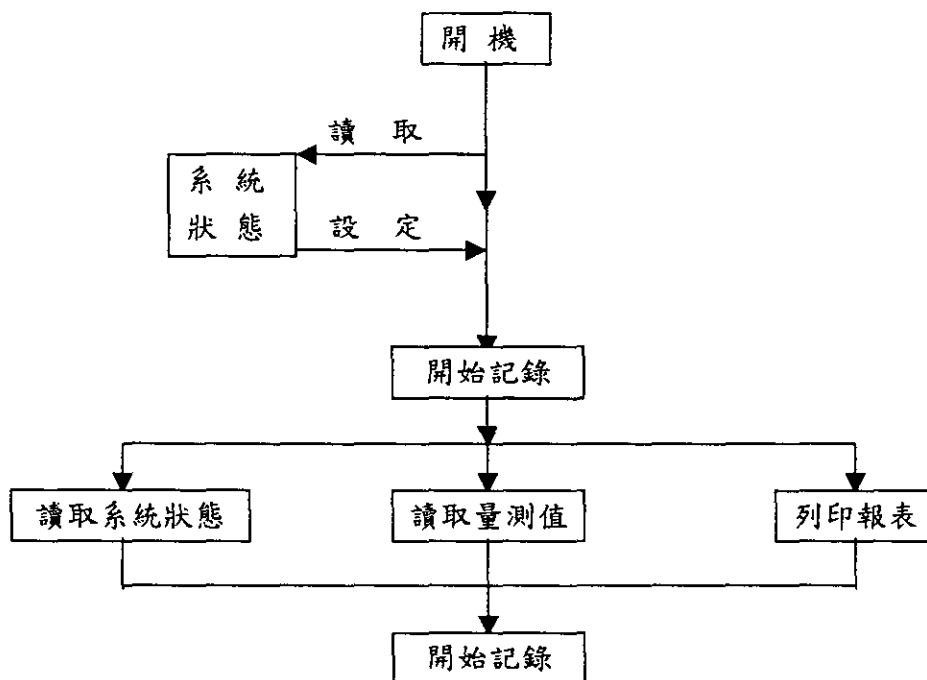 開機
讀取
系統
狀態
設定
開始記錄
讀取系統狀態
讀取量測值
列印報表
開始記錄